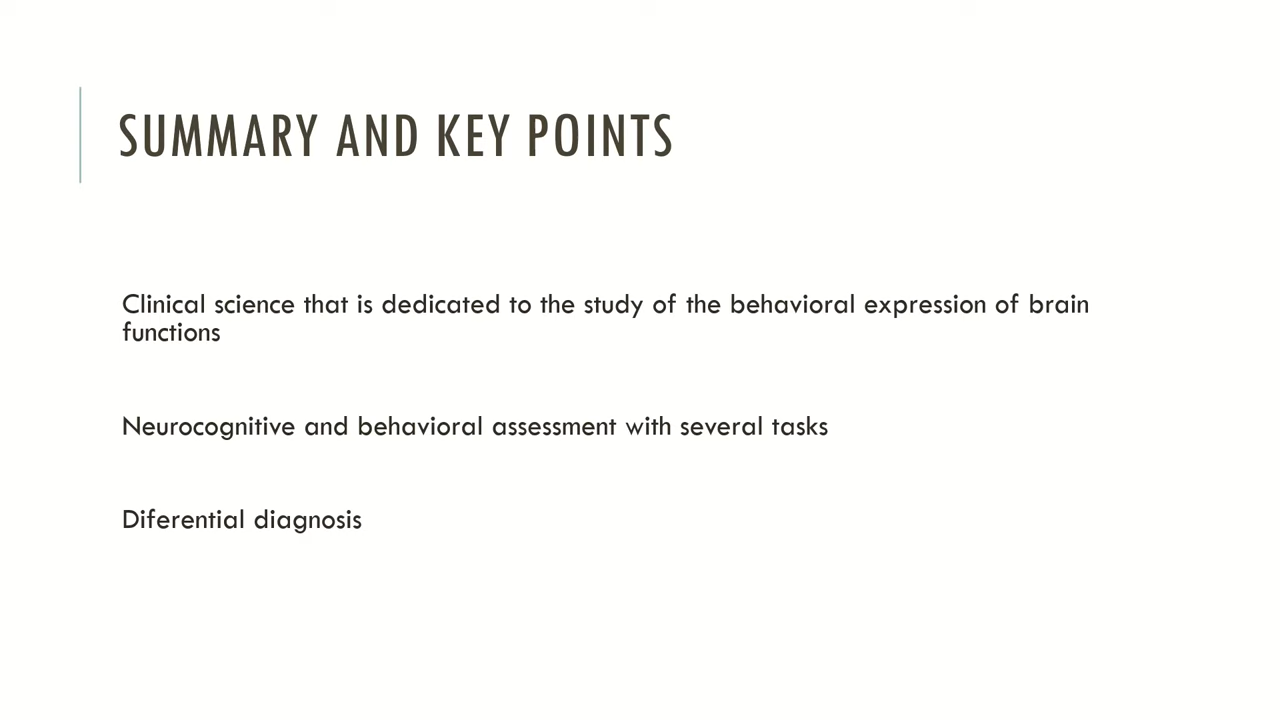 SUMMARY AND KEY POINTS
Clinical science that is dedicated to the study of the behavioral expression of brain
functions
Neurocognitive and behavioral assessment with several tasks
Diferential diagnosis